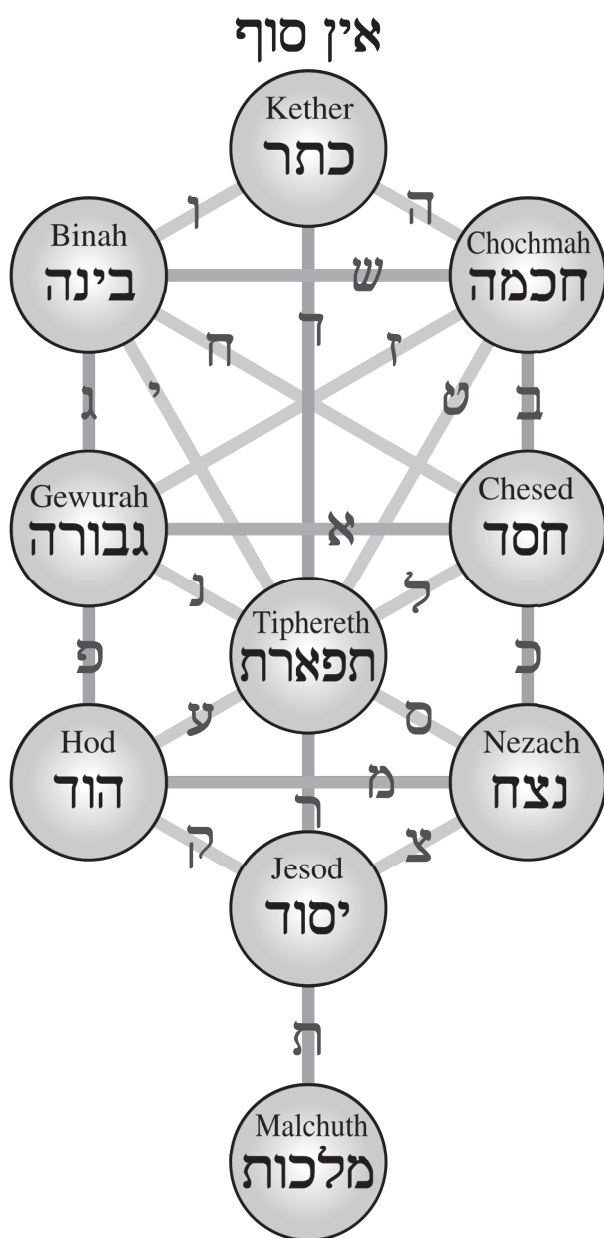 אין סוף
Kether
כתר
ו
ה
Binah
בינה
Chochmah
חכמה
ש
ד
ח
ז
ג
י
ט
ב
Gewurah
גבורה
Chesed
חסד
א
נ
ל
Tiphereth
תפארת
פ
כ
ע
ס
Hod
הוד
Nezach
נצח
מ
ר
ק
צ
Jesod
יסוד
ת
Malchuth
מלכות